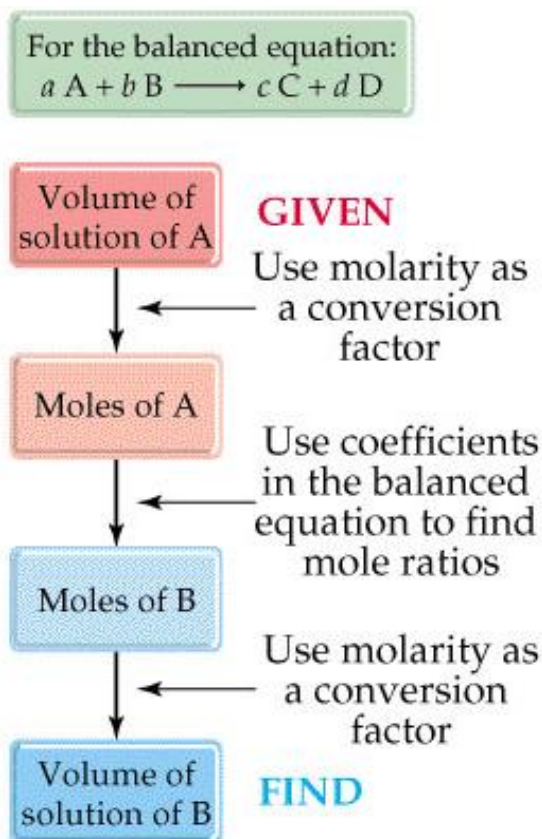 For the balanced equation:
a A + b B ⟶ c C + d D
Volume of
solution of A
GIVEN
Use molarity as
a conversion
factor
Moles of A
Use coefficients
in the balanced
equation to find
mole ratios
Moles of B
Use molarity as
a conversion
factor
Volume of
solution of B
FIND